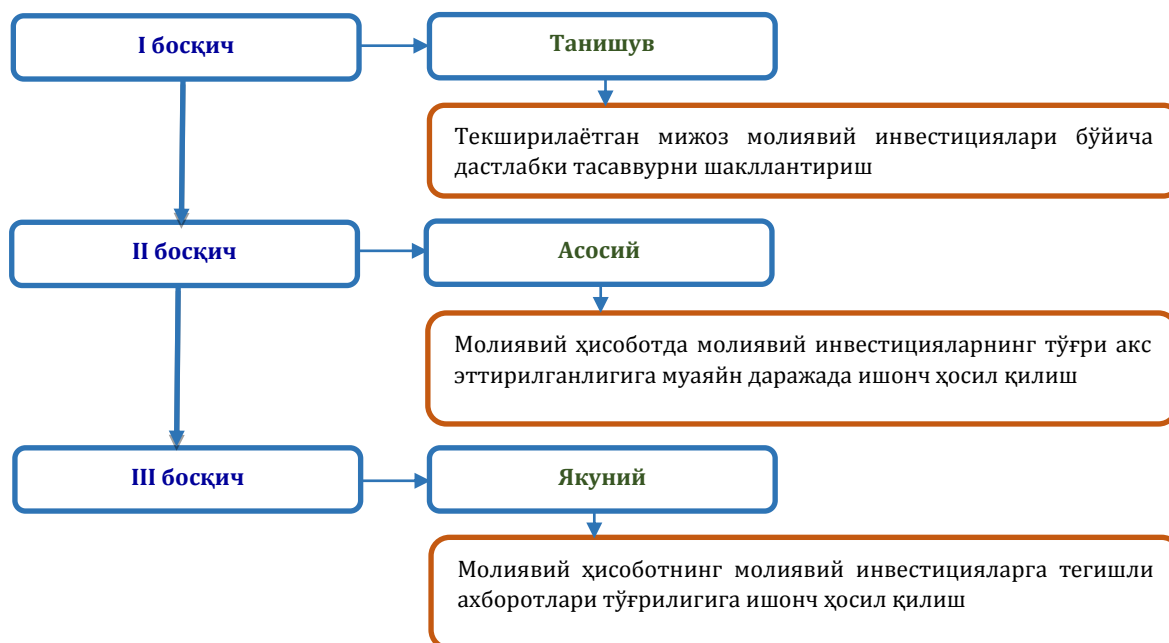 I босқич
Танишув
Текширилаётган мижоз молиявий инвестициялари бўйича
дастлабки тасаввурни шакллантириш
II босқич
Асосий
Молиявий ҳисоботда молиявий инвестицияларнинг тўғри акс
эттирилганлигига муаяйн даражада ишонч ҳосил қилиш
III босқич
Якуний
Молиявий ҳисоботнинг молиявий инвестицияларга тегишли
ахборотлари тўғрилигига ишонч ҳосил қилиш